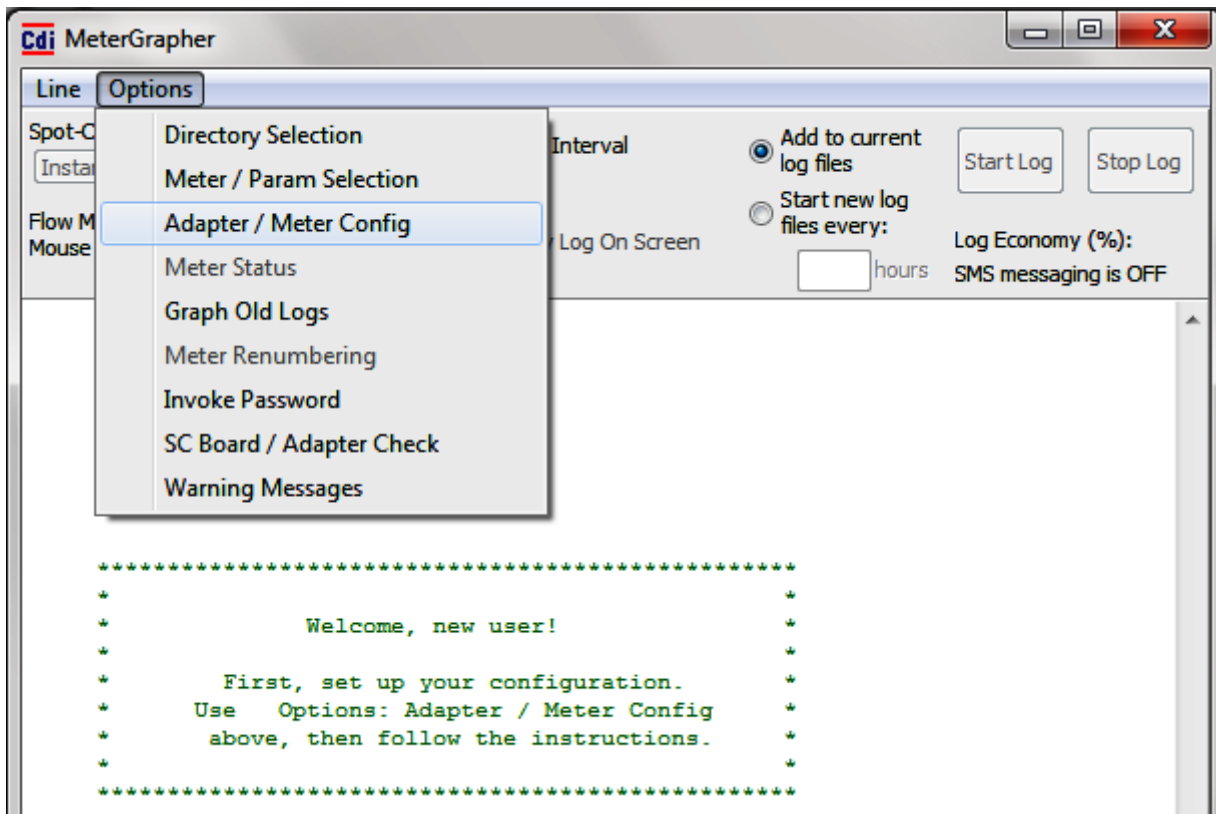 Cdi MeterGrapher
Line Options
Directory Selection
Meter / Param Selection
Adapter / Meter Config
Meter Status
Graph Old Logs
Meter Renumbering
Invoke Password
SC Board / Adapter Check
Warning Messages
Flow
Mouse
Interval
Log On Screen
Add to current
log files
Start new log
files every:
hours
Start Log
Stop Log
Log Economy (%):
SMS messaging is OFF
**************************************************
* *
* Welcome, new user! *
* *
* First, set up your configuration. *
* Use Options: Adapter / Meter Config *
* above, then follow the instructions. *
* *
**************************************************